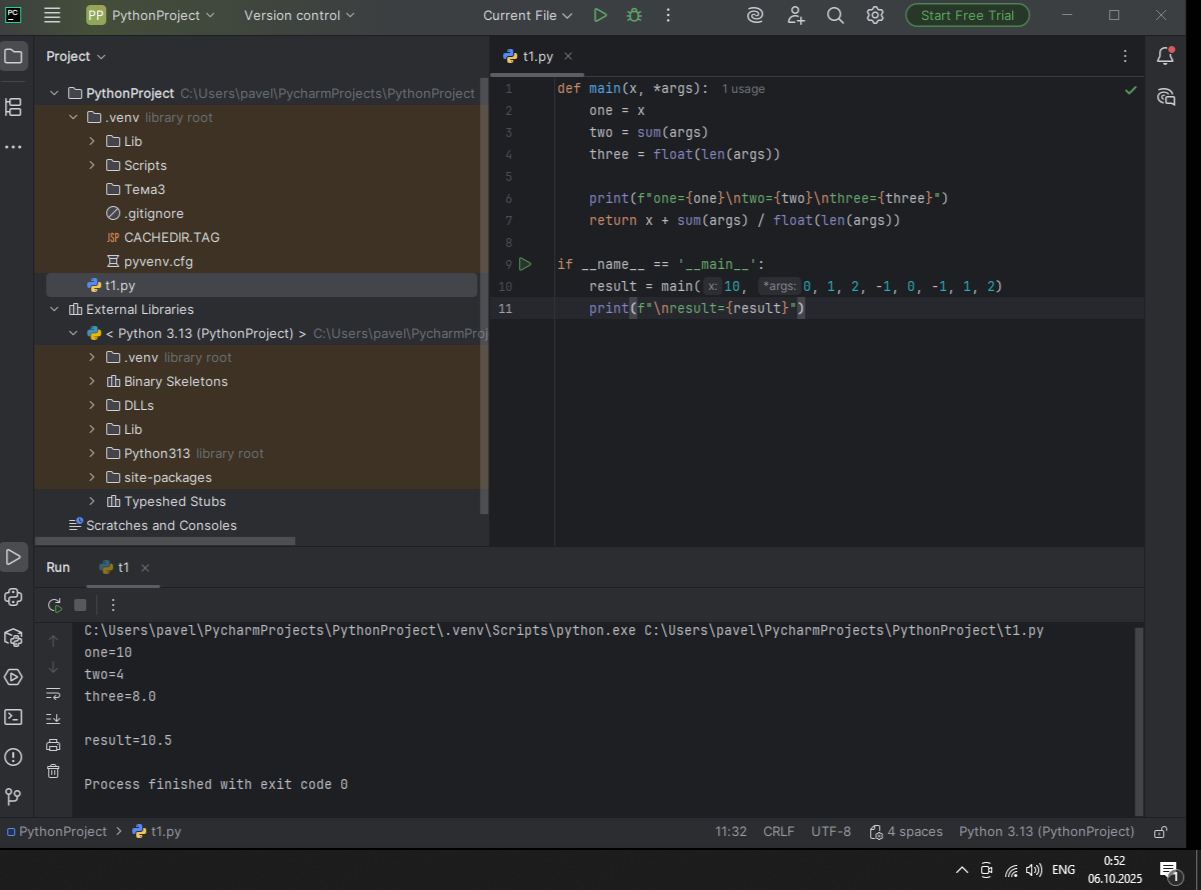 PC PP PythonProject Version control Current File Start Free Trial
Project
PythonProject C:\Users\pavel\PycharmProjects\PythonProject
.venv library root
Lib
Scripts
Тема3
.gitignore
JSP CACHEDIR.TAG
pyvenv.cfg
t1.py
External Libraries
< Python 3.13 (PythonProject) > C:\Users\pavel\PycharmProj
.venv library root
Binary Skeletons
DLLs
Lib
Python313 library root
site-packages
Typeshed Stubs
Scratches and Consoles
t1.py
1 def main(x, *args): 1 usage
2 one = x
3 two = sum(args)
4 three = float(len(args))
5
6 print(f"one={one}\ntwo={two}\nthree={three}")
7 return x + sum(args) / float(len(args))
8
9 if __name__ == '__main__':
10 result = main( x: 10, *args: 0, 1, 2, -1, 0, -1, 1, 2)
11 print(f"\nresult={result}")
Run t1
C:\Users\pavel\PycharmProjects\PythonProject\.venv\Scripts\python.exe C:\Users\pavel\PycharmProjects\PythonProject\t1.py
one=10
two=4
three=8.0
result=10.5
Process finished with exit code 0
PythonProject t1.py 11:32 CRLF UTF-8 4 spaces Python 3.13 (PythonProject)
ENG 0:52 1
06.10.2025